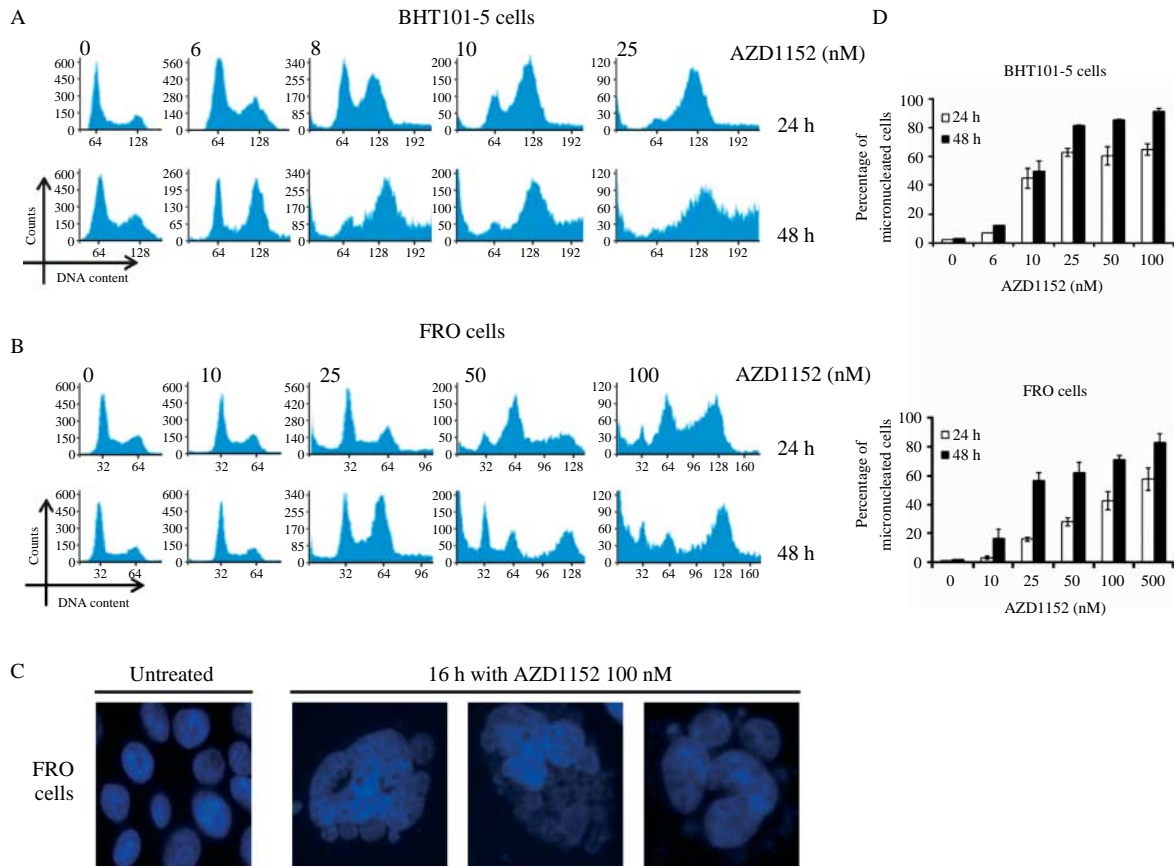 A
BHT101-5 cells
0 6 8 10 25 AZD1152 (nM)
600 450 300 150 0
560 420 280 140 0
340 255 170 85 0
200 150 100 50 0
120 90 60 30 0
24 h
64 128
64 128
64 128 192
64 128 192
64 128 192
600 450 300 150 0
260 195 130 65 0
340 255 170 85 0
200 150 100 50 0
120 90 60 30 0
48 h
64 128
64 128
64 128 192
64 128 192
64 128 192
Counts
DNA content
B
FRO cells
0 10 25 50 100 AZD1152 (nM)
600 450 300 150 0
600 450 300 150 0
560 420 280 140 0
200 150 100 50 0
120 90 60 30 0
24 h
32 64
32 64
32 64 96
32 64 96 128
32 64 96 128 160
600 450 300 150 0
600 450 300 150 0
340 255 170 85 0
200 150 100 50 0
120 90 60 30 0
48 h
32 64
32 64
32 64 96
32 64 96 128
32 64 96 128 160
Counts
DNA content
C
Untreated
16 h with AZD1152 100 nM
FRO
cells
D
BHT101-5 cells
24 h
48 h
Percentage of
micronucleated cells
100
80
60
40
20
0
0 6 10 25 50 100
AZD1152 (nM)
FRO cells
24 h
48 h
Percentage of
micronucleated cells
100
80
60
40
20
0
0 10 25 50 100 500
AZD1152 (nM)